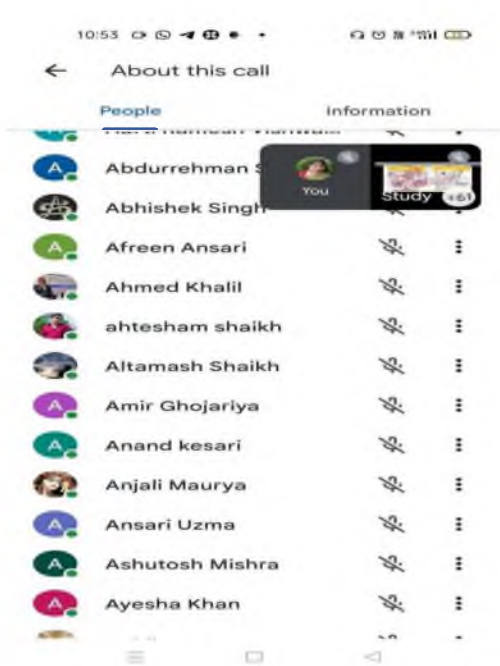 10:53
About this call
People Information
A Abdurrehman S
You Study +61
Abhishek Singh
A Afreen Ansari
Ahmed Khalil
ahtesham shaikh
Altamash Shaikh
A Amir Ghojariya
A Anand kesari
Anjali Maurya
A Ansari Uzma
A Ashutosh Mishra
A Ayesha Khan